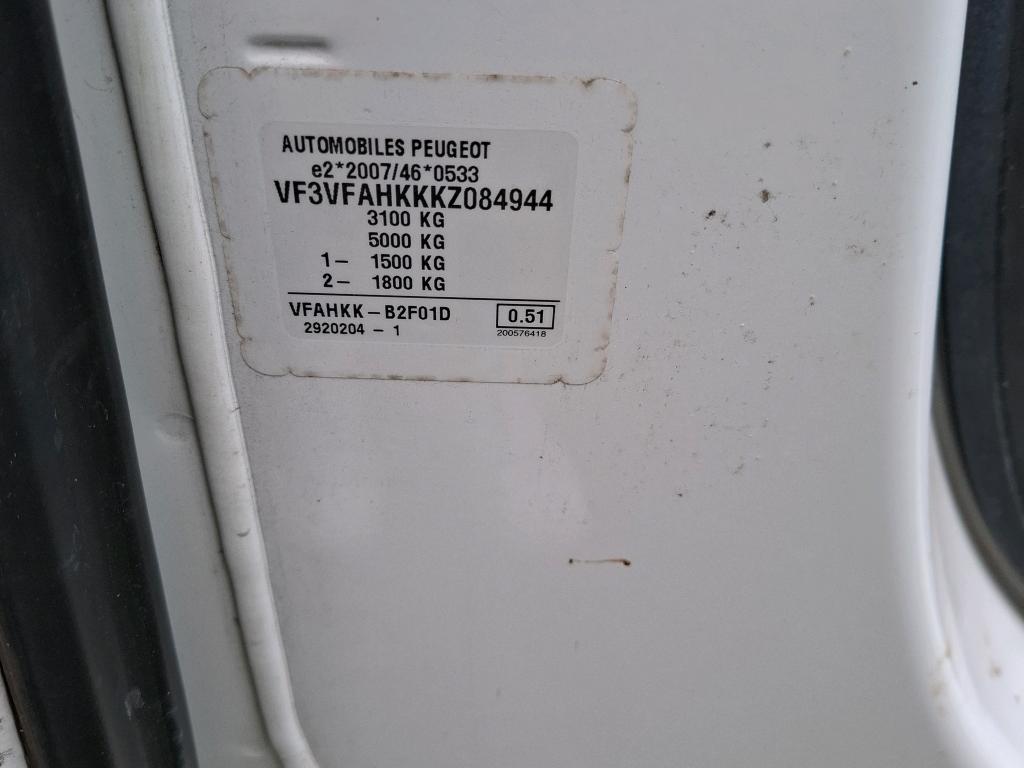 AUTOMOBILES PEUGEOT
e2*2007/46*0533
VF3VFAHKKKZ084944
3100 KG
5000 KG
1- 1500 KG
2- 1800 KG
VFAHKK-B2F01D 0.51
2920204-1 200576418